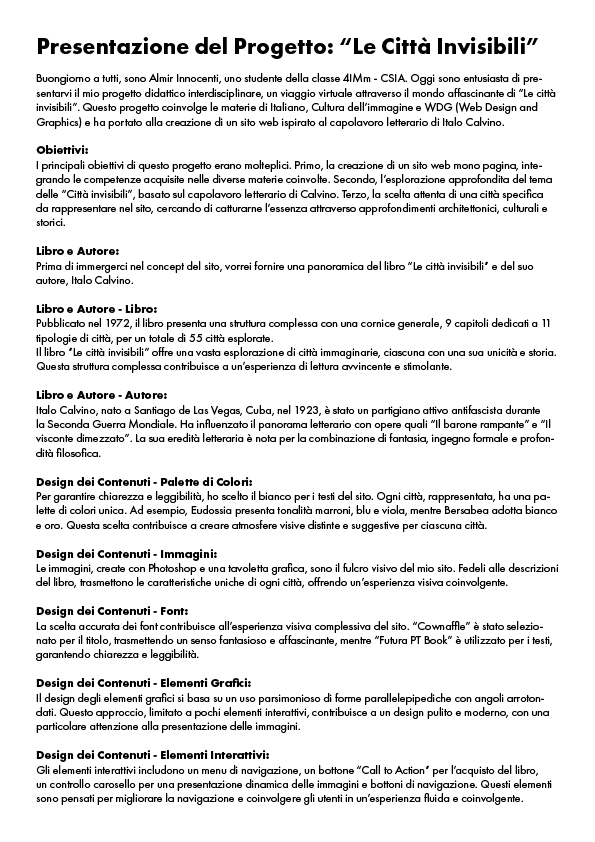 Presentazione del Progetto: “Le Città Invisibili”
Buongiorno a tutti, sono Almir Innocenti, uno studente della classe 4IMm - CSIA. Oggi sono entusiasta di pre-
sentarvi il mio progetto didattico interdisciplinare, un viaggio virtuale attraverso il mondo affascinante di “Le città
invisibili”. Questo progetto coinvolge le materie di Italiano, Cultura dell’immagine e WDG (Web Design and
Graphics) e ha portato alla creazione di un sito web ispirato al capolavoro letterario di Italo Calvino.
Obiettivi:
I principali obiettivi di questo progetto erano molteplici. Primo, la creazione di un sito web mono pagina, inte-
grando le competenze acquisite nelle diverse materie coinvolte. Secondo, l’esplorazione approfondita del tema
delle “Città invisibili”, basato sul capolavoro letterario di Calvino. Terzo, la scelta attenta di una città specifica
da rappresentare nel sito, cercando di catturarne l’essenza attraverso approfondimenti architettonici, culturali e
storici.
Libro e Autore:
Prima di immergerci nel concept del sito, vorrei fornire una panoramica del libro “Le città invisibili" e del suo
autore, Italo Calvino.
Libro e Autore - Libro:
Pubblicato nel 1972, il libro presenta una struttura complessa con una cornice generale, 9 capitoli dedicati a 11
tipologie di città, per un totale di 55 città esplorate.
Il libro "Le città invisibili” offre una vasta esplorazione di città immaginarie, ciascuna con una sua unicità e storia.
Questa struttura complessa contribuisce a un’esperienza di lettura avvincente e stimolante.
Libro e Autore - Autore:
Italo Calvino, nato a Santiago de Las Vegas, Cuba, nel 1923, è stato un partigiano attivo antifascista durante
la Seconda Guerra Mondiale. Ha influenzato il panorama letterario con opere quali “Il barone rampante” e “Il
visconte dimezzato”. La sua eredità letteraria è nota per la combinazione di fantasia, ingegno formale e profon-
dità filosofica.
Design dei Contenuti - Palette di Colori:
Per garantire chiarezza e leggibilità, ho scelto il bianco per i testi del sito. Ogni città, rappresentata, ha una pa-
lette di colori unica. Ad esempio, Eudossia presenta tonalità marroni, blu e viola, mentre Bersabea adotta bianco
e oro. Questa scelta contribuisce a creare atmosfere visive distinte e suggestive per ciascuna città.
Design dei Contenuti - Immagini:
Le immagini, create con Photoshop e una tavoletta grafica, sono il fulcro visivo del mio sito. Fedeli alle descrizioni
del libro, trasmettono le caratteristiche uniche di ogni città, offrendo un’esperienza visiva coinvolgente.
Design dei Contenuti - Font:
La scelta accurata dei font contribuisce all’esperienza visiva complessiva del sito. “Cownaffle” è stato selezio-
nato per il titolo, trasmettendo un senso fantasioso e affascinante, mentre “Futura PT Book” è utilizzato per i testi,
garantendo chiarezza e leggibilità.
Design dei Contenuti - Elementi Grafici:
Il design degli elementi grafici si basa su un uso parsimonioso di forme parallelepipediche con angoli arroton-
dati. Questo approccio, limitato a pochi elementi interattivi, contribuisce a un design pulito e moderno, con una
particolare attenzione alla presentazione delle immagini.
Design dei Contenuti - Elementi Interattivi:
Gli elementi interattivi includono un menu di navigazione, un bottone “Call to Action" per l’acquisto del libro,
un controllo carosello per una presentazione dinamica delle immagini e bottoni di navigazione. Questi elementi
sono pensati per migliorare la navigazione e coinvolgere gli utenti in un’esperienza fluida e coinvolgente.